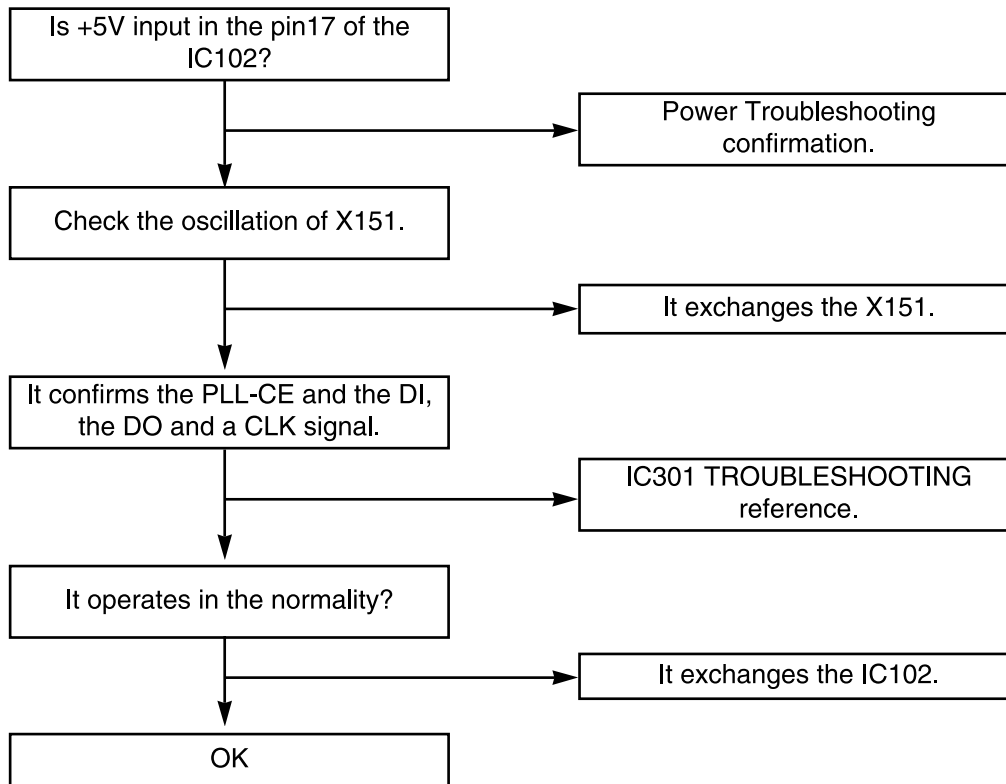 Is +5V input in the pin17 of the
IC102?
Power Troubleshooting
confirmation.
Check the oscillation of X151.
It exchanges the X151.
It confirms the PLL-CE and the DI,
the DO and a CLK signal.
IC301 TROUBLESHOOTING
reference.
It operates in the normality?
It exchanges the IC102.
OK